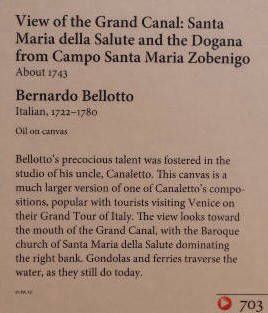 View of the Grand Canal: Santa
Maria della Salute and the Dogana
from Campo Santa Maria Zobenigo
About 1743
Bernardo Bellotto
Italian, 1722–1780
Oil on canvas
Bellotto's precocious talent was fostered in the
studio of his uncle, Canaletto. This canvas is a
much larger version of one of Canaletto's compo-
sitions, popular with tourists visiting Venice on
their Grand Tour of Italy. The view looks toward
the mouth of the Grand Canal, with the Baroque
church of Santa Maria della Salute dominating
the right bank. Gondolas and ferries traverse the
water, as they still do today.
703